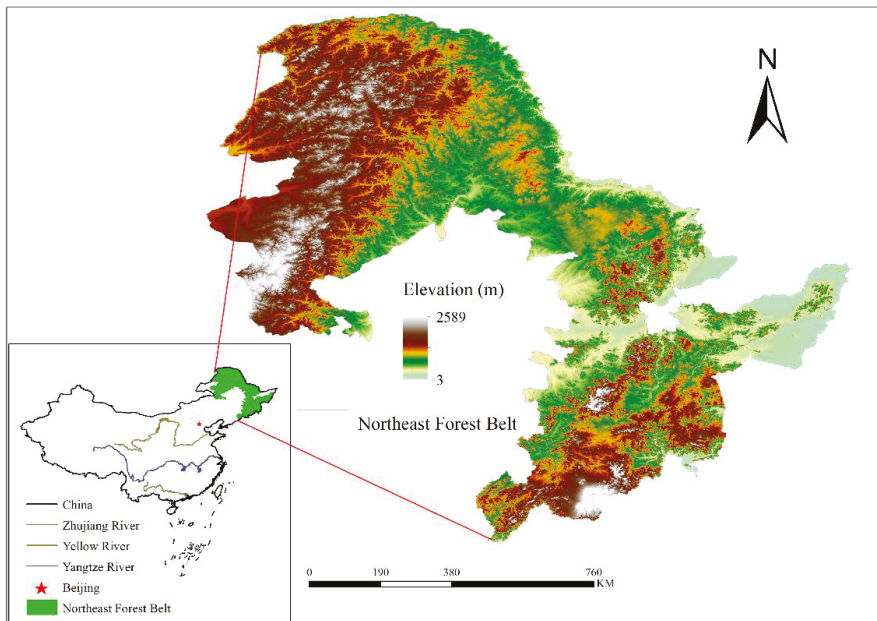 N
Elevation (m)
2589
3
Northeast Forest Belt
China
Zhujiang River
Yellow River
Yangtze River
Beijing
Northeast Forest Belt
0 190 380 760
KM